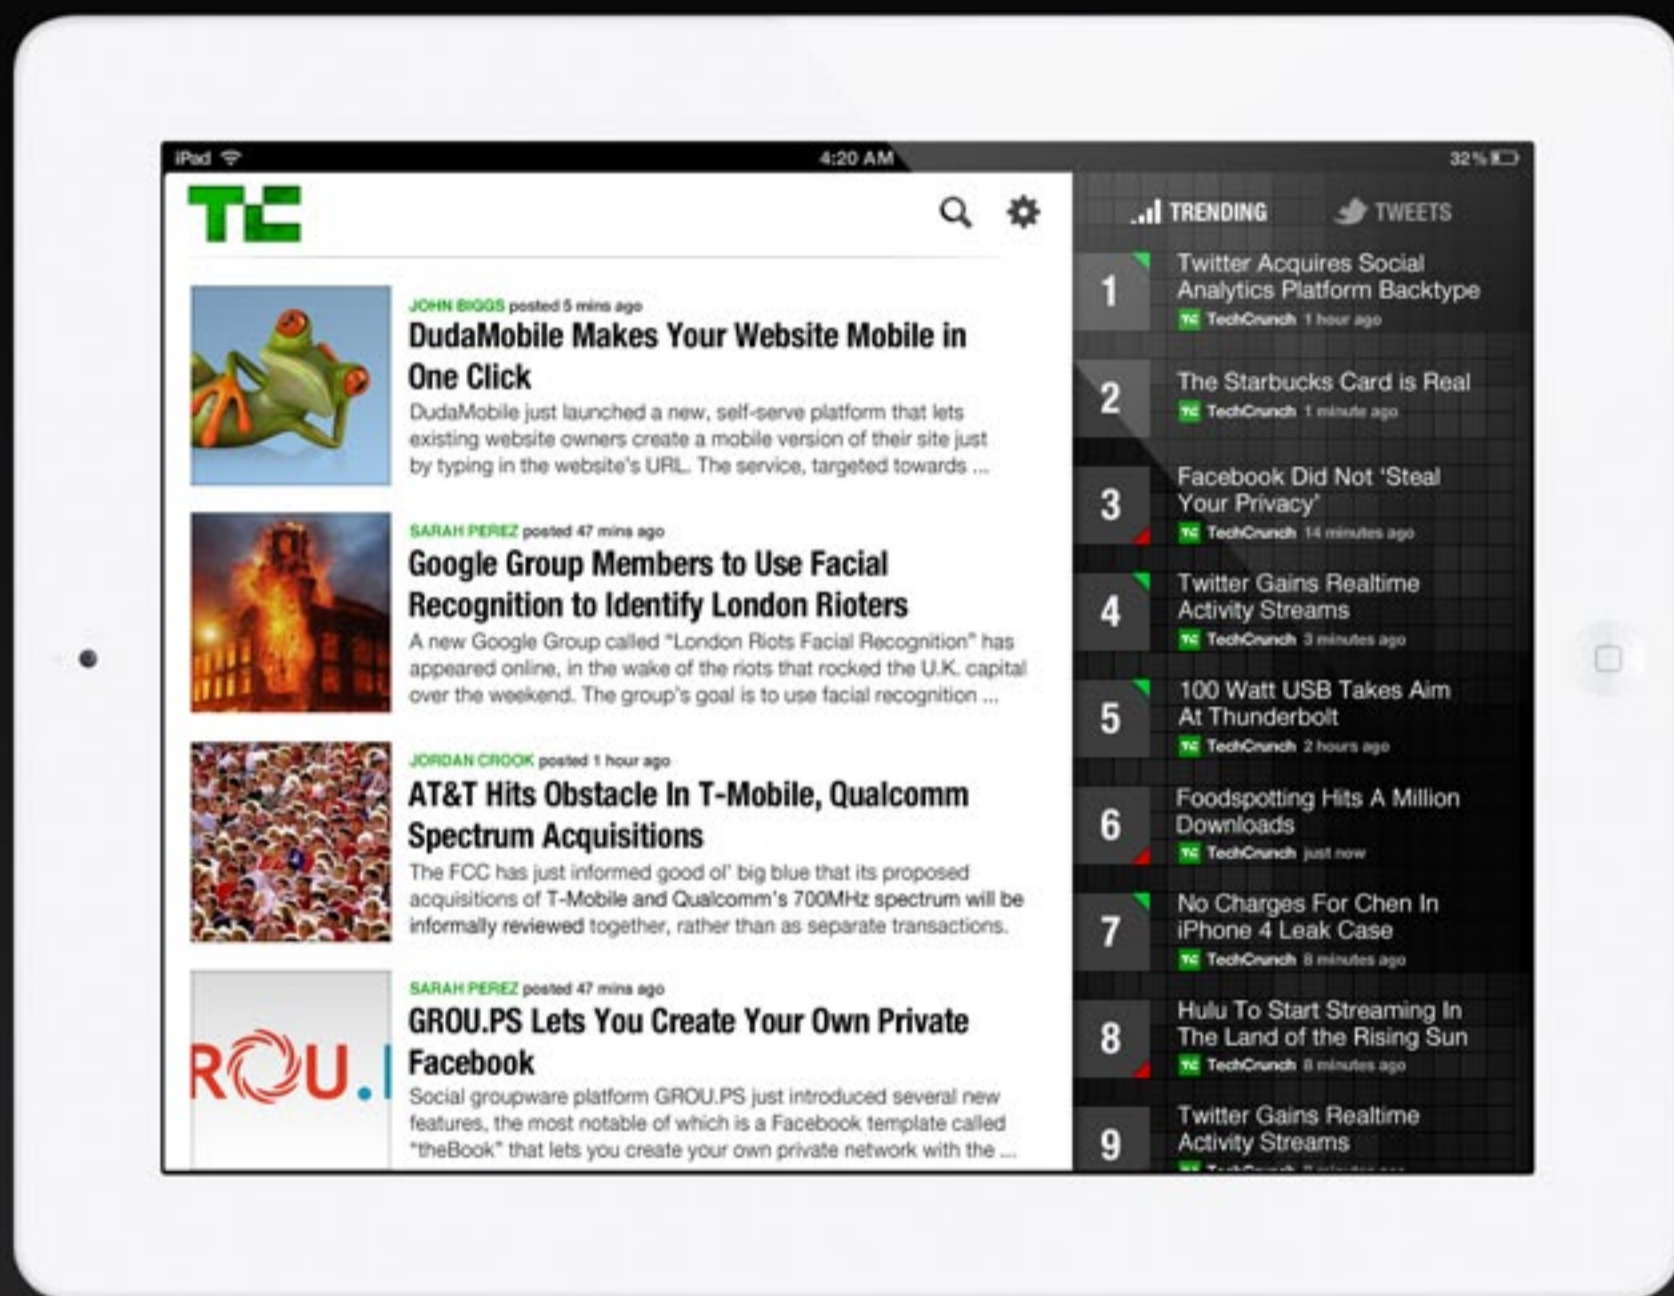 iPad
4:20 AM
32%
TC
JOHN BIGGS posted 5 mins ago
DudaMobile Makes Your Website Mobile in
One Click
DudaMobile just launched a new, self-serve platform that lets
existing website owners create a mobile version of their site just
by typing in the website's URL. The service, targeted towards ...
SARAH PEREZ posted 47 mins ago
Google Group Members to Use Facial
Recognition to Identify London Rioters
A new Google Group called “London Riots Facial Recognition” has
appeared online, in the wake of the riots that rocked the U.K. capital
over the weekend. The group's goal is to use facial recognition ...
JORDAN CROOK posted 1 hour ago
AT&T Hits Obstacle In T-Mobile, Qualcomm
Spectrum Acquisitions
The FCC has just informed good ol' big blue that its proposed
acquisitions of T-Mobile and Qualcomm's 700MHz spectrum will be
informally reviewed together, rather than as separate transactions.
ROU.
SARAH PEREZ posted 47 mins ago
GROU.PS Lets You Create Your Own Private
Facebook
Social groupware platform GROU.PS just introduced several new
features, the most notable of which is a Facebook template called
"theBook" that lets you create your own private network with the ...
TRENDING
TWEETS
1
Twitter Acquires Social
Analytics Platform Backtype
TC TechCrunch 1 hour ago
2
The Starbucks Card is Real
TC TechCrunch 1 minute ago
3
Facebook Did Not ‘Steal
Your Privacy’
TC TechCrunch 14 minutes ago
4
Twitter Gains Realtime
Activity Streams
TC TechCrunch 3 minutes ago
5
100 Watt USB Takes Aim
At Thunderbolt
TC TechCrunch 2 hours ago
6
Foodspotting Hits A Million
Downloads
TC TechCrunch just now
7
No Charges For Chen In
iPhone 4 Leak Case
TC TechCrunch 8 minutes ago
8
Hulu To Start Streaming In
The Land of the Rising Sun
TC TechCrunch 8 minutes ago
9
Twitter Gains Realtime
Activity Streams